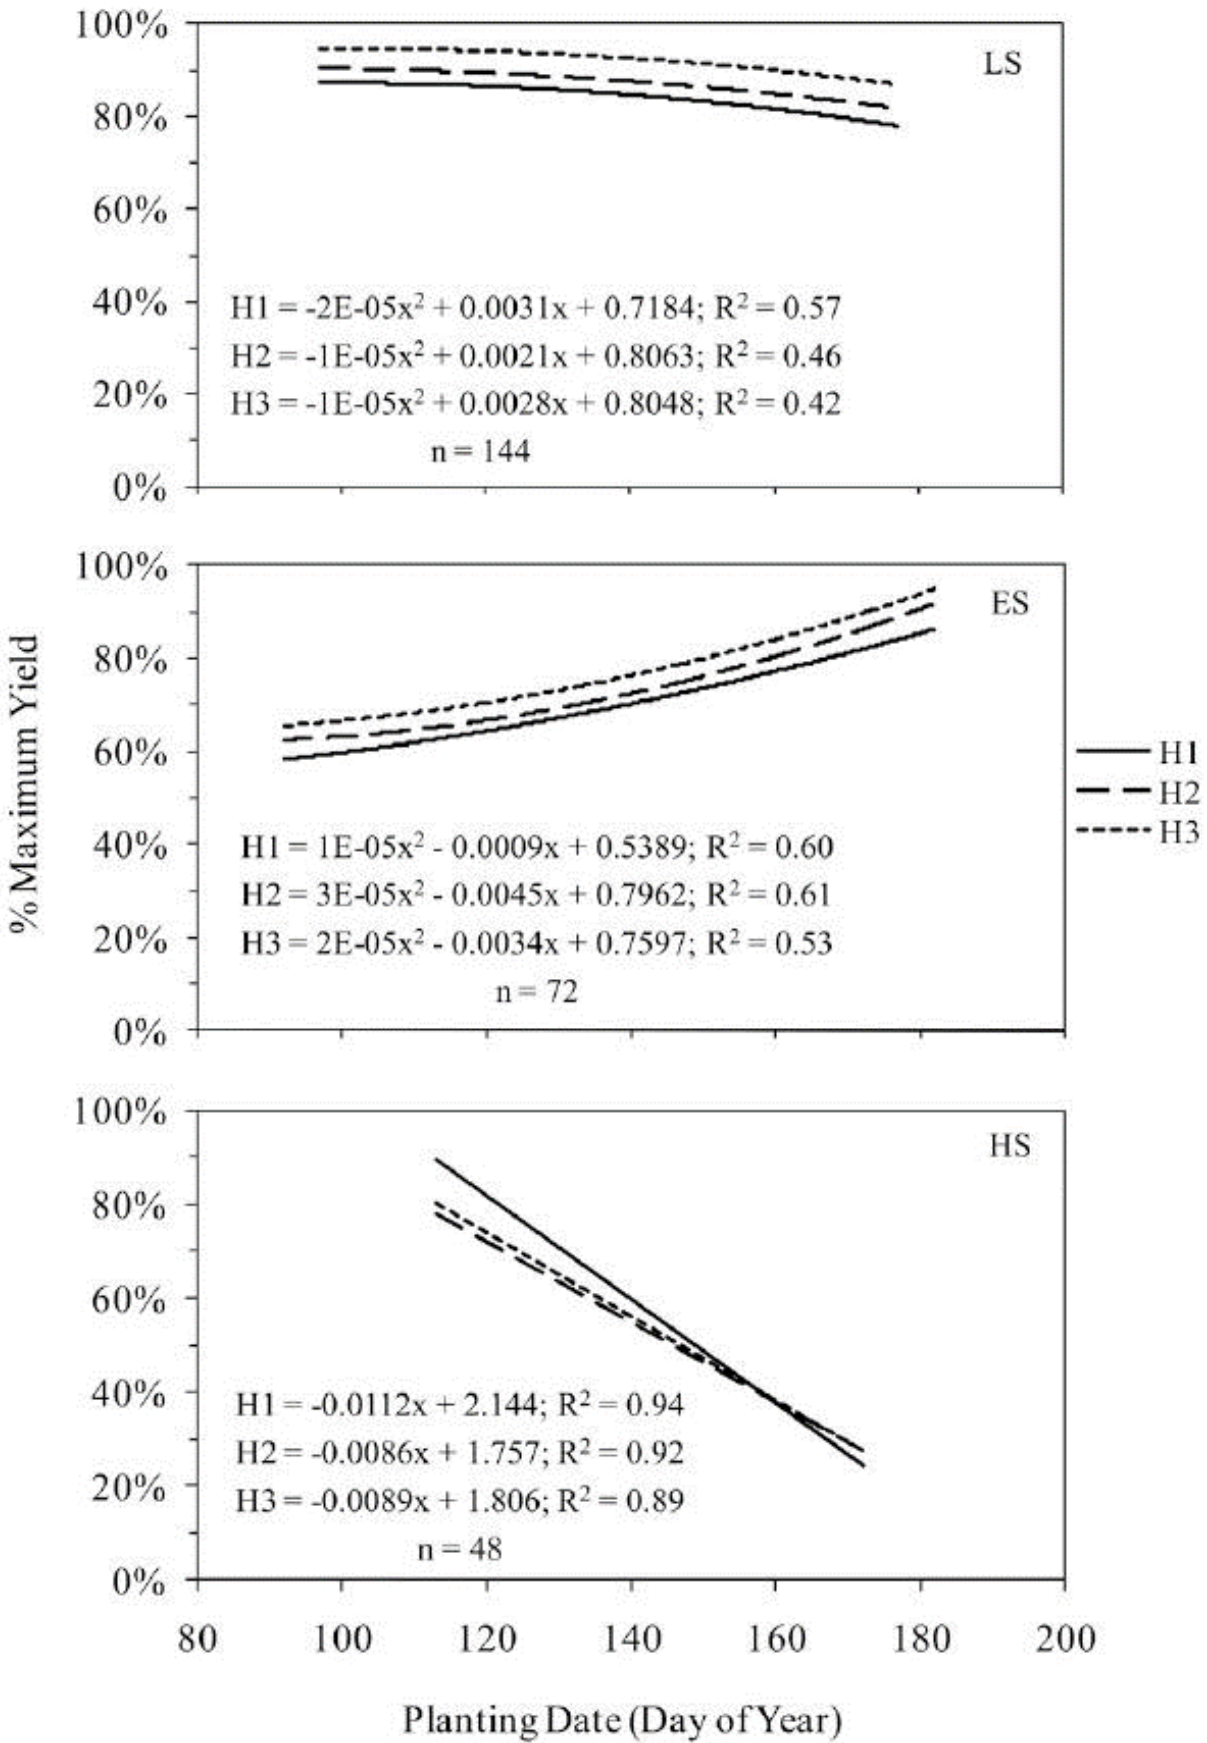 100%
LS
80%
60%
40%
H1 = -2E-05x² + 0.0031x + 0.7184; R² = 0.57
H2 = -1E-05x² + 0.0021x + 0.8063; R² = 0.46
20%
H3 = -1E-05x² + 0.0028x + 0.8048; R² = 0.42
n = 144
0%
100%
ES
80%
60%
40%
H1 = 1E-05x² - 0.0009x + 0.5389; R² = 0.60
H2 = 3E-05x² - 0.0045x + 0.7962; R² = 0.61
20%
H3 = 2E-05x² - 0.0034x + 0.7597; R² = 0.53
n = 72
0%
% Maximum Yield
H1
H2
H3
100%
HS
80%
60%
40%
H1 = -0.0112x + 2.144; R² = 0.94
H2 = -0.0086x + 1.757; R² = 0.92
20%
H3 = -0.0089x + 1.806; R² = 0.89
n = 48
0%
80 100 120 140 160 180 200
Planting Date (Day of Year)